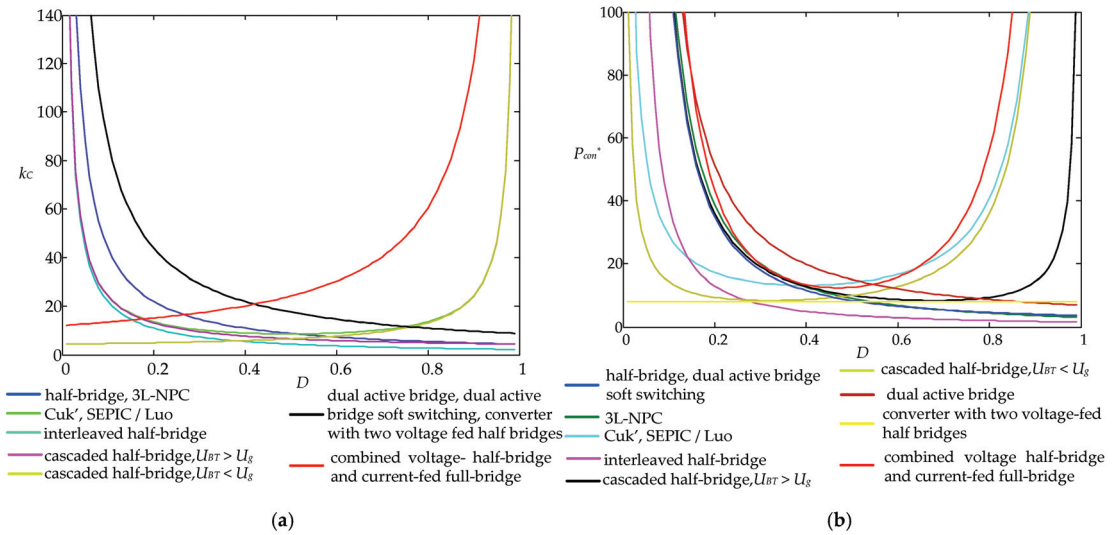 (a)
140
120
100
80
60
40
20
0
kC
0
0.2
0.4
0.6
0.8
1
D
half-bridge, 3L-NPC
Cuk’, SEPIC / Luo
interleaved half-bridge
cascaded half-bridge,UBT > Ug
cascaded half-bridge,UBT < Ug
dual active bridge, dual active
bridge soft switching, converter
with two voltage fed half bridges
combined voltage- half-bridge
and current-fed full-bridge
(a)
(b)
100
80
60
40
20
0
Pcon*
0.2
0.4
0.6
0.8
1
D
half-bridge, dual active bridge
soft switching
3L-NPC
Cuk’, SEPIC / Luo
interleaved half-bridge
cascaded half-bridge,UBT > Ug
cascaded half-bridge,UBT < Ug
dual active bridge
converter with two voltage-fed
half bridges
combined voltage half-bridge
and current-fed full-bridge
(b)